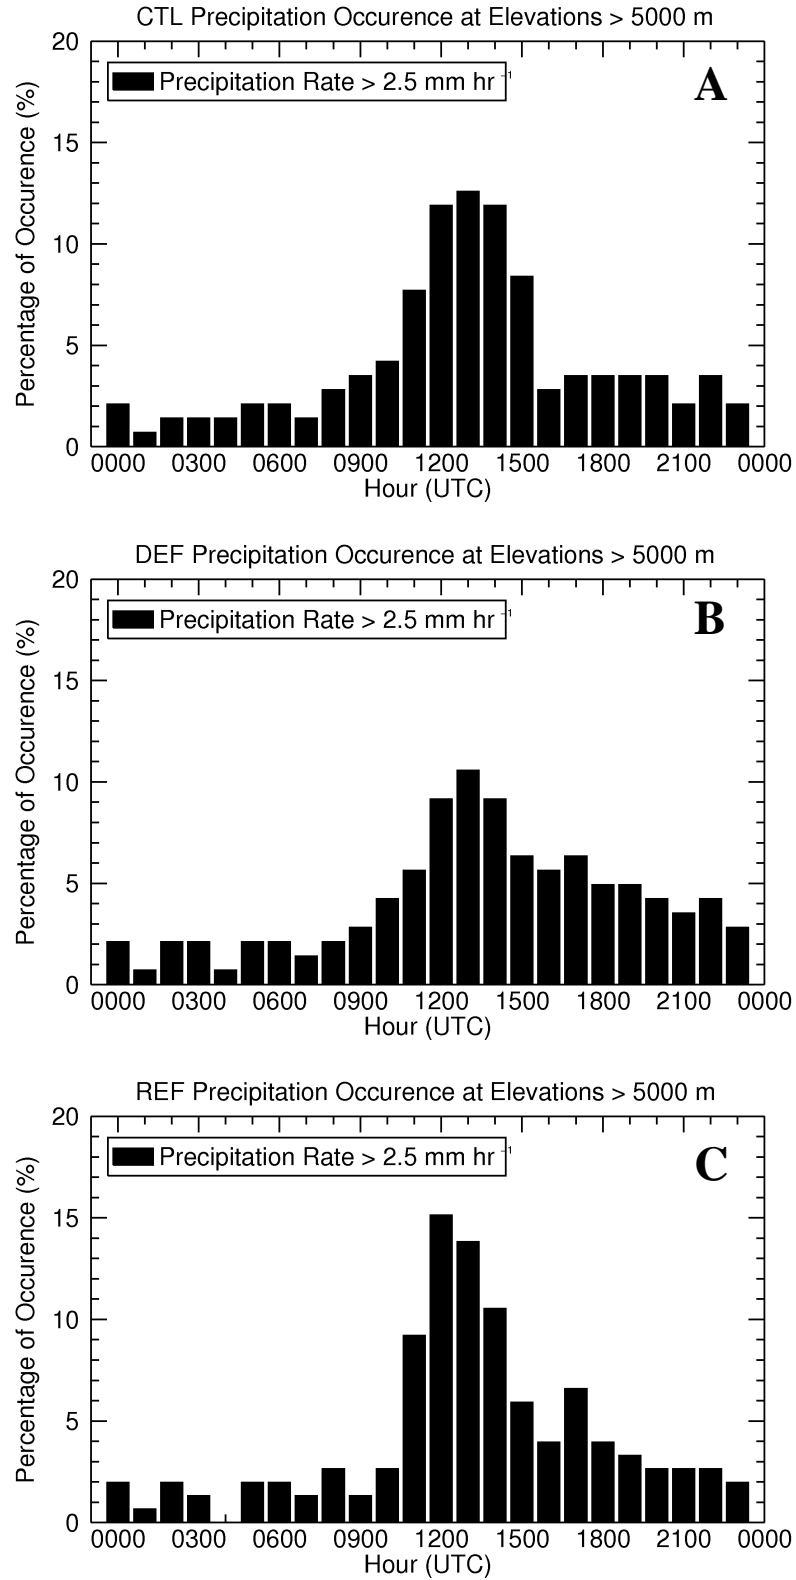 CTL Precipitation Occurence at Elevations > 5000 m
20
Precipitation Rate > 2.5 mm hr -1
A
15
10
5
0
Percentage of Occurence (%)
0000 0300 0600 0900 1200 1500 1800 2100 0000
Hour (UTC)
DEF Precipitation Occurence at Elevations > 5000 m
20
Precipitation Rate > 2.5 mm hr -1
B
15
10
5
0
Percentage of Occurence (%)
0000 0300 0600 0900 1200 1500 1800 2100 0000
Hour (UTC)
REF Precipitation Occurence at Elevations > 5000 m
20
Precipitation Rate > 2.5 mm hr -1
C
15
10
5
0
Percentage of Occurence (%)
0000 0300 0600 0900 1200 1500 1800 2100 0000
Hour (UTC)